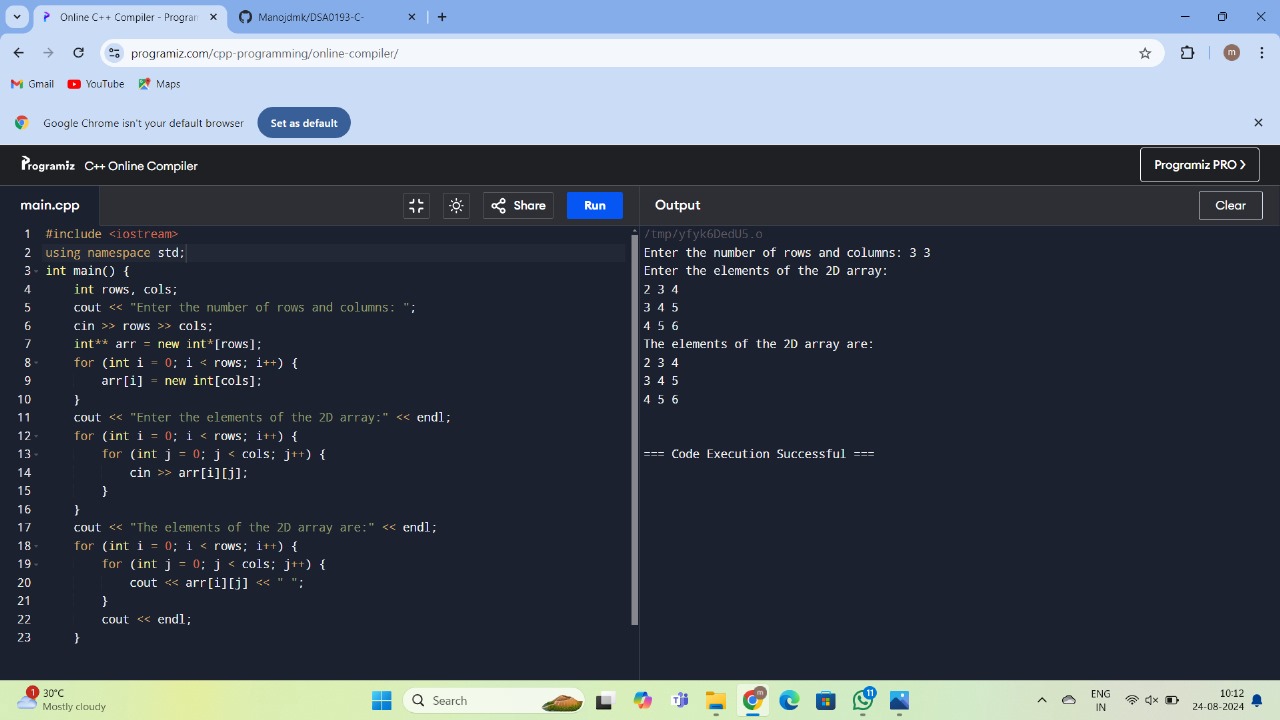 Online C++ Compiler - Program
Manojdmk/DSA0193-C-
programiz.com/cpp-programming/online-compiler/
m
Gmail
YouTube
Maps
Google Chrome isn't your default browser
Set as default
Programiz
C++ Online Compiler
Programiz PRO
main.cpp
Share
Run
Output
Clear
1 #include <iostream>
2 using namespace std;
3 int main() {
4     int rows, cols;
5     cout << "Enter the number of rows and columns: ";
6     cin >> rows >> cols;
7     int** arr = new int*[rows];
8     for (int i = 0; i < rows; i++) {
9         arr[i] = new int[cols];
10     }
11     cout << "Enter the elements of the 2D array:" << endl;
12     for (int i = 0; i < rows; i++) {
13         for (int j = 0; j < cols; j++) {
14             cin >> arr[i][j];
15         }
16     }
17     cout << "The elements of the 2D array are:" << endl;
18     for (int i = 0; i < rows; i++) {
19         for (int j = 0; j < cols; j++) {
20             cout << arr[i][j] << " ";
21         }
22         cout << endl;
23     }
/tmp/yfyk6DedU5.o
Enter the number of rows and columns: 3 3
Enter the elements of the 2D array:
2 3 4
3 4 5
4 5 6
The elements of the 2D array are:
2 3 4
3 4 5
4 5 6
=== Code Execution Successful ===
1
30°C
Mostly cloudy
Search
m
11
ENG
IN
10:12
24-08-2024